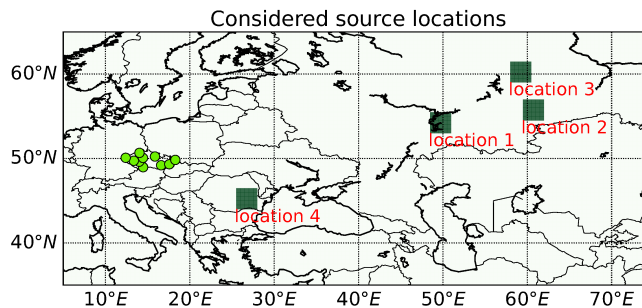 Considered source locations
60°N
location 3
location 2
location 1
50°N
location 4
40°N
10°E 20°E 30°E 40°E 50°E 60°E 70°E